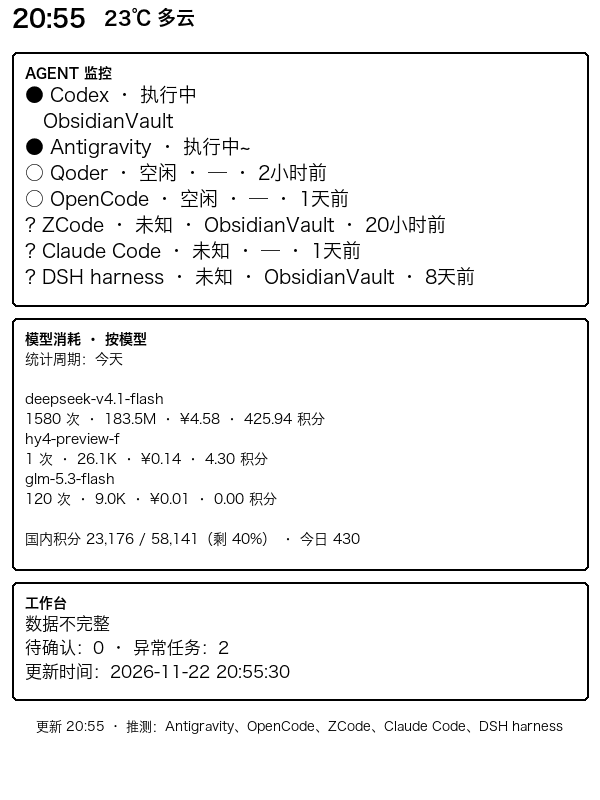 20:55 23℃ 多云
AGENT 监控
● Codex · 执行中
ObsidianVault
● Antigravity · 执行中~
○ Qoder · 空闲 · — · 2小时前
○ OpenCode · 空闲 · — · 1天前
? ZCode · 未知 · ObsidianVault · 20小时前
? Claude Code · 未知 · — · 1天前
? DSH harness · 未知 · ObsidianVault · 8天前
模型消耗 · 按模型
统计周期：今天
deepseek-v4.1-flash
1580 次 · 183.5M · ¥4.58 · 425.94 积分
hy4-preview-f
1 次 · 26.1K · ¥0.14 · 4.30 积分
glm-5.3-flash
120 次 · 9.0K · ¥0.01 · 0.00 积分
国内积分 23,176 / 58,141（剩 40%） · 今日 430
工作台
数据不完整
待确认：0 · 异常任务：2
更新时间：2026-11-22 20:55:30
更新 20:55 · 推测：Antigravity、OpenCode、ZCode、Claude Code、DSH harness